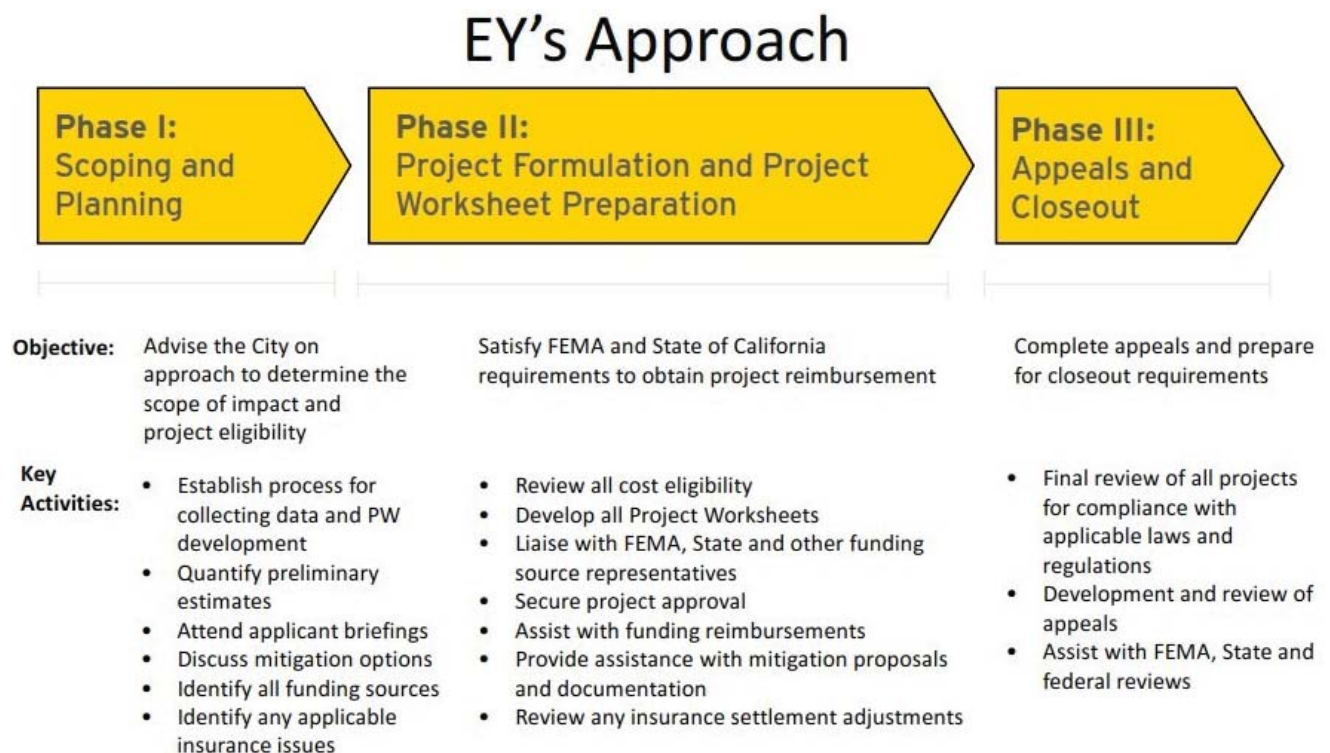 EY's Approach
Phase I:
Scoping and
Planning
Phase II:
Project Formulation and Project
Worksheet Preparation
Phase III:
Appeals and
Closeout
Objective:
Advise the City on
approach to determine the
scope of impact and
project eligibility
Satisfy FEMA and State of California
requirements to obtain project reimbursement
Complete appeals and prepare
for closeout requirements
Key
Activities:
• Establish process for
collecting data and PW
development
• Quantify preliminary
estimates
• Attend applicant briefings
• Discuss mitigation options
• Identify all funding sources
• Identify any applicable
insurance issues
• Review all cost eligibility
• Develop all Project Worksheets
• Liaise with FEMA, State and other funding
source representatives
• Secure project approval
• Assist with funding reimbursements
• Provide assistance with mitigation proposals
and documentation
• Review any insurance settlement adjustments
• Final review of all projects
for compliance with
applicable laws and
regulations
• Development and review of
appeals
• Assist with FEMA, State and
federal reviews